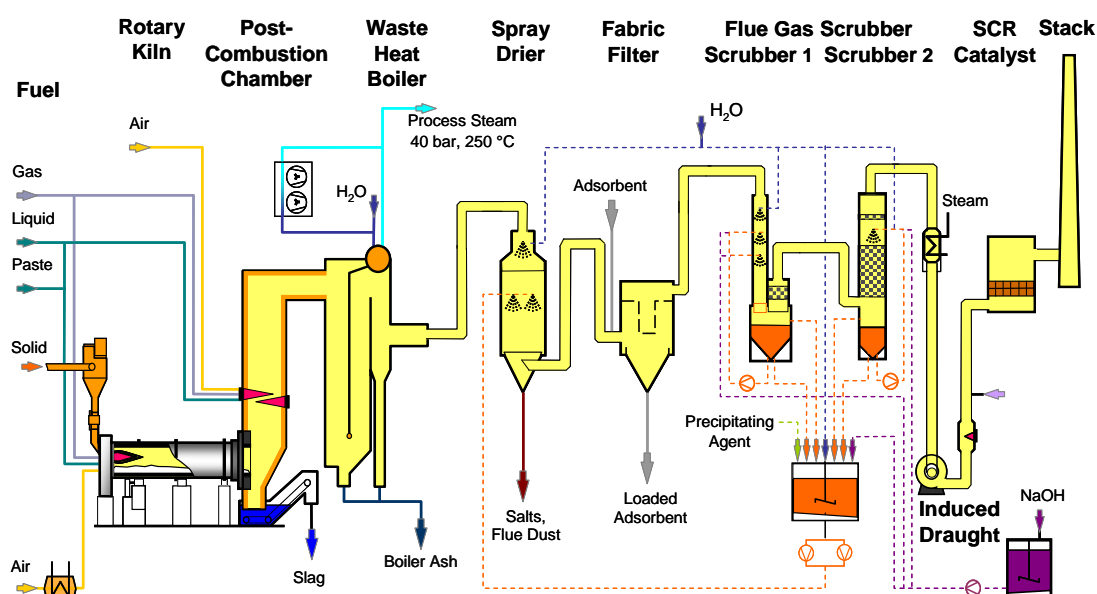 Rotary
Kiln
Post-
Combustion
Chamber
Waste
Heat
Boiler
Spray
Drier
Fabric
Filter
Flue Gas Scrubber
Scrubber 1 Scrubber 2
SCR
Catalyst
Stack
Fuel
Air
Gas
Liquid
Paste
Solid
Air
H2O
Process Steam
40 bar, 250 °C
Adsorbent
H2O
Steam
Precipitating
Agent
Slag
Boiler Ash
Salts,
Flue Dust
Loaded
Adsorbent
Induced
Draught
NaOH